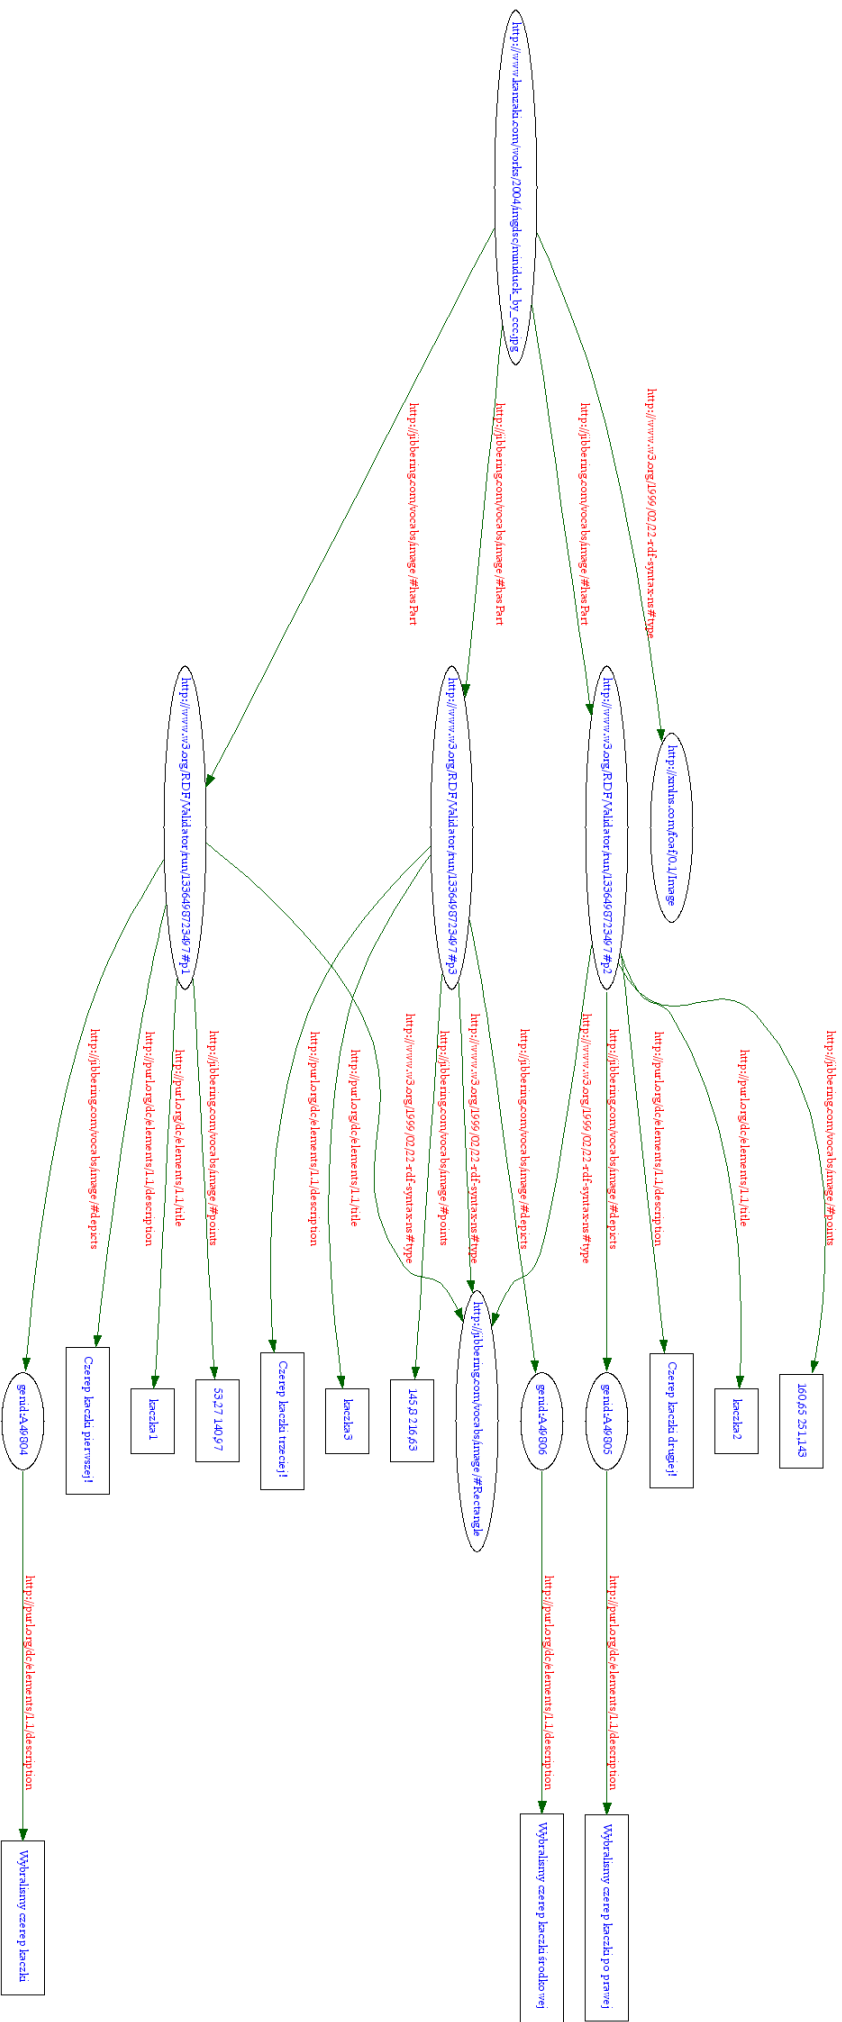 http://www.kanzaki.com/works/2004/imgdsc/miniduck_by_ccc.jpg
http://www.w3.org/1999/02/22-rdf-syntax-ns#type
http://jibbering.com/vocabs/image/#hasPart
http://jibbering.com/vocabs/image/#hasPart
http://jibbering.com/vocabs/image/#hasPart
http://xmlns.com/foaf/0.1/Image
http://www.w3.org/RDF/Validator/run/1336498723497#p2
http://www.w3.org/RDF/Validator/run/1336498723497#p3
http://www.w3.org/RDF/Validator/run/1336498723497#p1
http://jibbering.com/vocabs/image/#points
http://purl.org/dc/elements/1.1/title
http://purl.org/dc/elements/1.1/description
http://jibbering.com/vocabs/image/#depicts
http://www.w3.org/1999/02/22-rdf-syntax-ns#type
http://jibbering.com/vocabs/image/#depicts
http://www.w3.org/1999/02/22-rdf-syntax-ns#type
http://jibbering.com/vocabs/image/#points
http://www.w3.org/1999/02/22-rdf-syntax-ns#type
http://purl.org/dc/elements/1.1/title
http://purl.org/dc/elements/1.1/description
http://jibbering.com/vocabs/image/#points
http://purl.org/dc/elements/1.1/title
http://purl.org/dc/elements/1.1/description
http://jibbering.com/vocabs/image/#depicts
160,65 251,143
kaczka2
Czerep kaczki drugiej!
genid:A49805
genid:A49806
http://jibbering.com/vocabs/image/#Rectangle
145,8 216,63
kaczka3
Czerep kaczki trzeciej!
53,27 140,97
kaczka1
Czerep kaczki pierwszej!
genid:A49804
http://purl.org/dc/elements/1.1/description
http://purl.org/dc/elements/1.1/description
http://purl.org/dc/elements/1.1/description
Wybralismy czerep kaczki po prawej
Wybralismy czerep kaczki środkowej
Wybralismy czerep kaczki